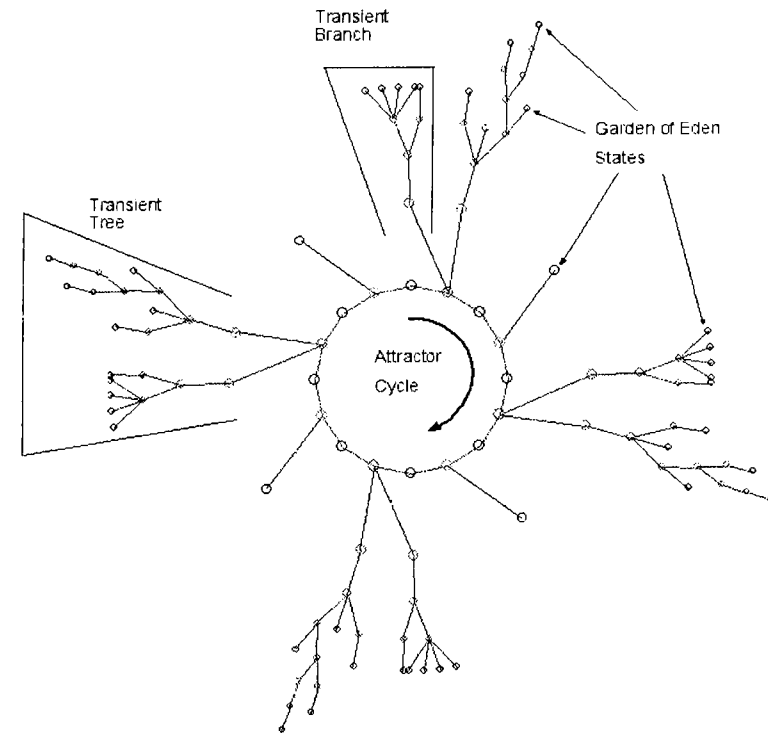 Transient
Branch
Garden of Eden
States
Transient
Tree
Attractor
Cycle